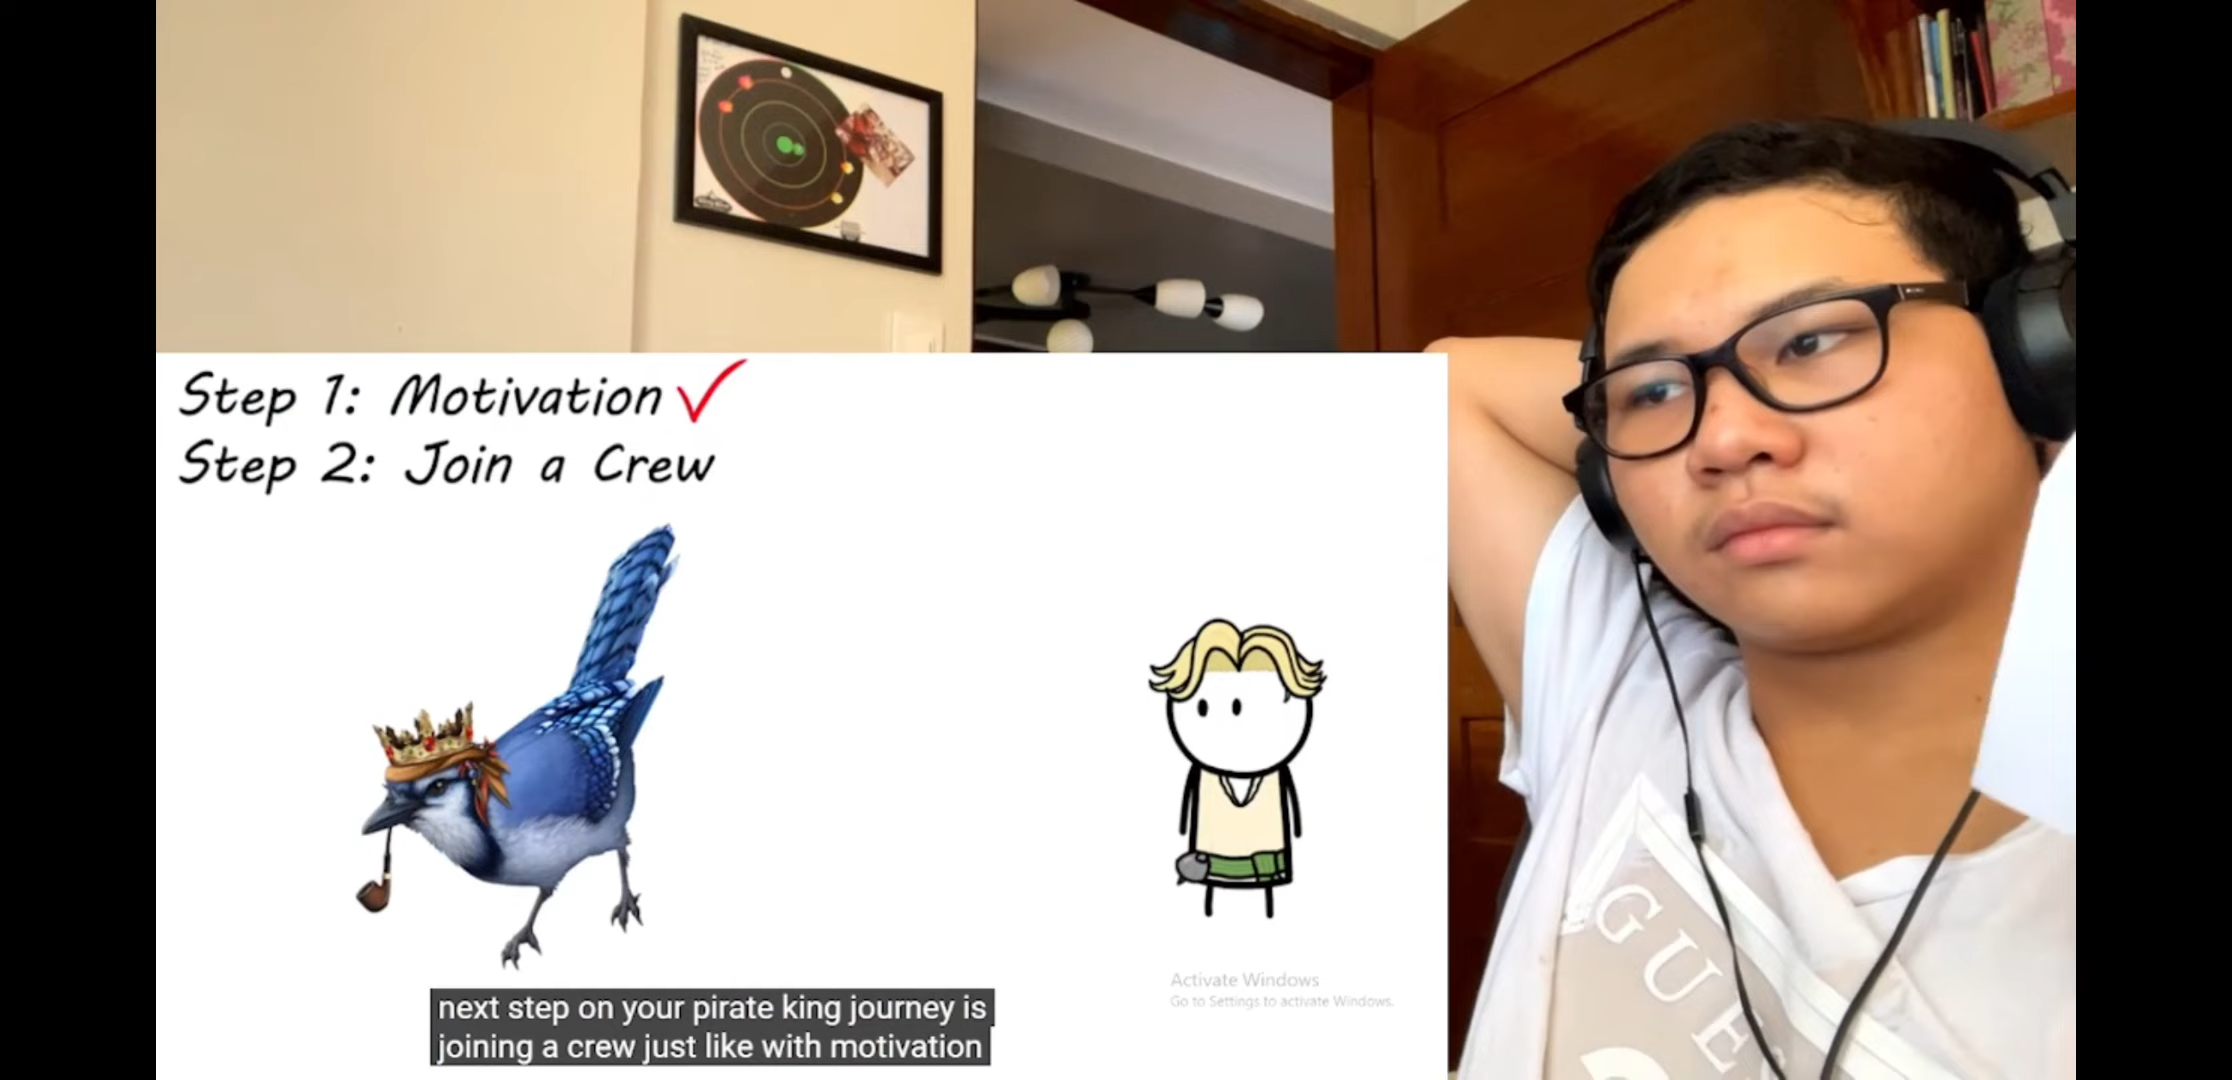 Step 1: Motivation
Step 2: Join a Crew
Activate Windows
Go to Settings to activate Windows.
next step on your pirate king journey is
joining a crew just like with motivation
GUE